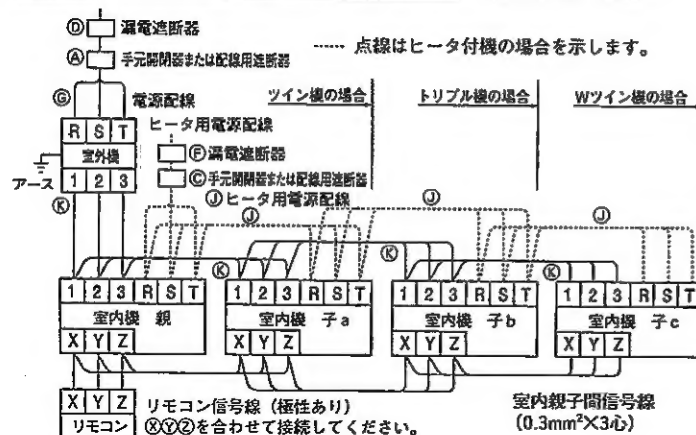 Ⓓ 漏電遮断器
Ⓐ 手元開閉器または配線用遮断器
‥‥‥ 点線はヒータ付機の場合を示します。
Ⓖ 電源配線
ツイン機の場合
トリプル機の場合
Wツイン機の場合
R S T
室外機
1 2 3
アース
ヒータ用電源配線
Ⓕ漏電遮断器
Ⓒ手元開閉器または配線用遮断器
Ⓙヒータ用電源配線
Ⓙ
Ⓙ
Ⓙ
Ⓚ
Ⓚ
Ⓚ
Ⓚ
1 2 3 R S T
室内機 親
X Y Z
1 2 3 R S T
室内機 子a
X Y Z
1 2 3 R S T
室内機 子b
X Y Z
1 2 3 R S T
室内機 子c
X Y Z
X Y Z
リモコン
リモコン信号線（極性あり）
ⓍⓎⓏを合わせて接続してください。
室内親子間信号線
（0.3mm²×3心）